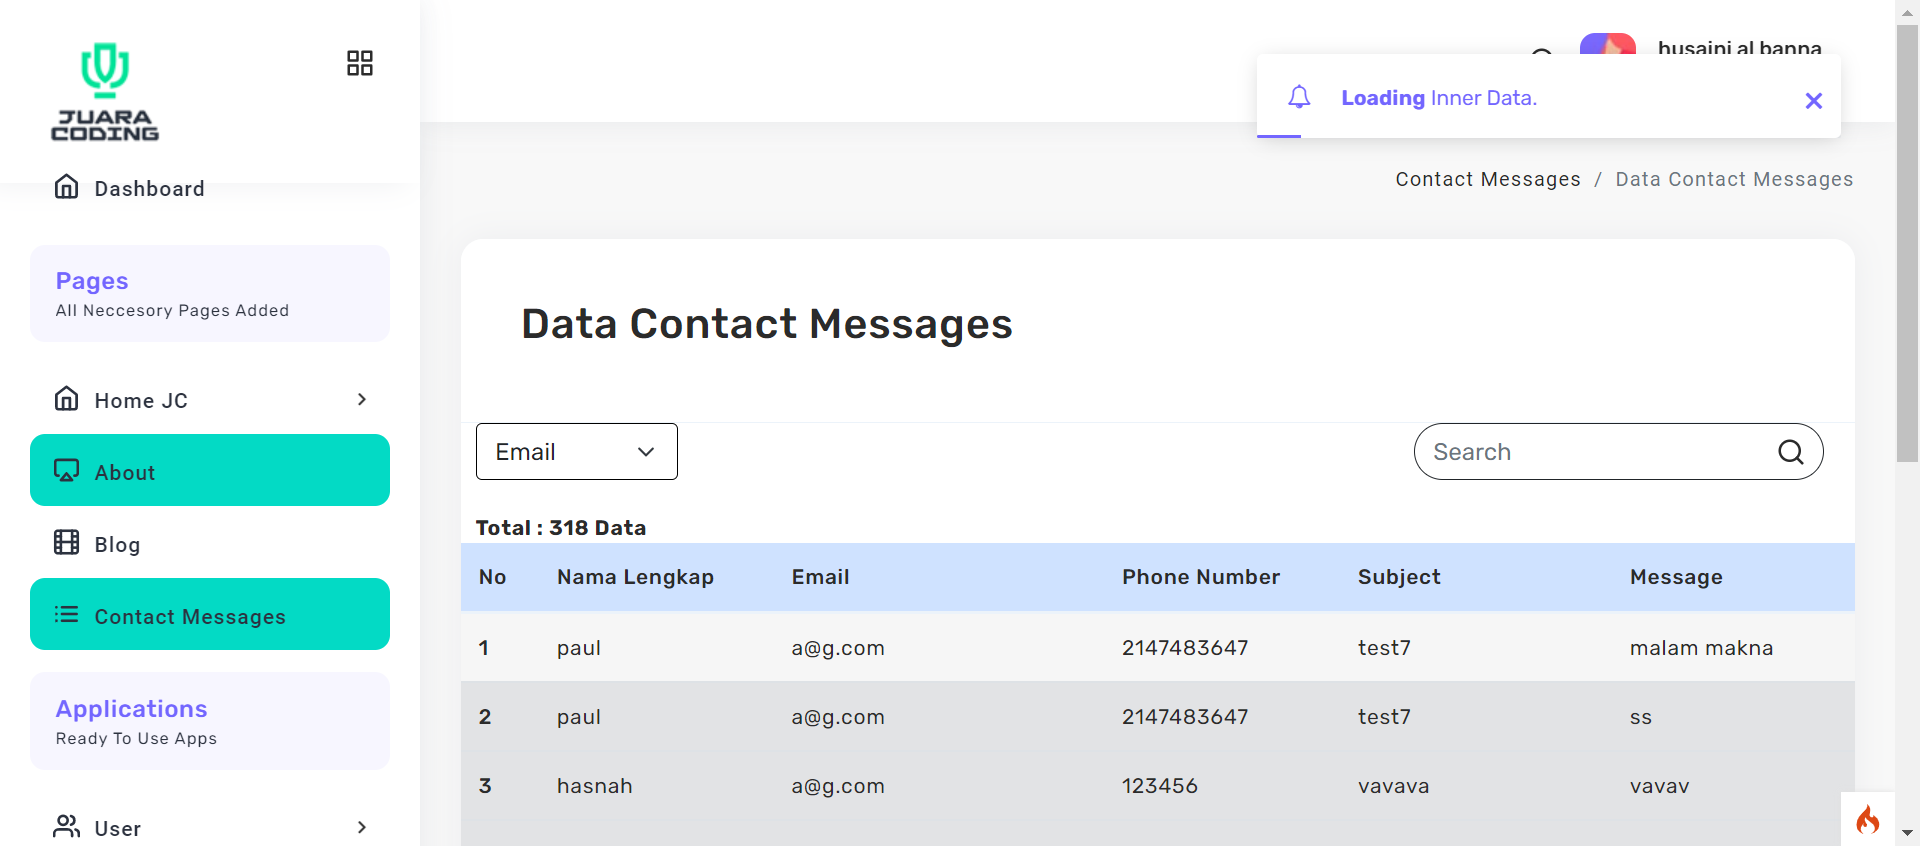 JUARA
CODING
husaini al banna
Loading Inner Data.
Dashboard
Contact Messages / Data Contact Messages
Pages
All Neccesory Pages Added
Data Contact Messages
Home JC
About
Email
Search
Blog
Total : 318 Data
Contact Messages
No Nama Lengkap Email Phone Number Subject Message
1 paul a@g.com 2147483647 test7 malam makna
2 paul a@g.com 2147483647 test7 ss
3 hasnah a@g.com 123456 vavava vavav
Applications
Ready To Use Apps
User